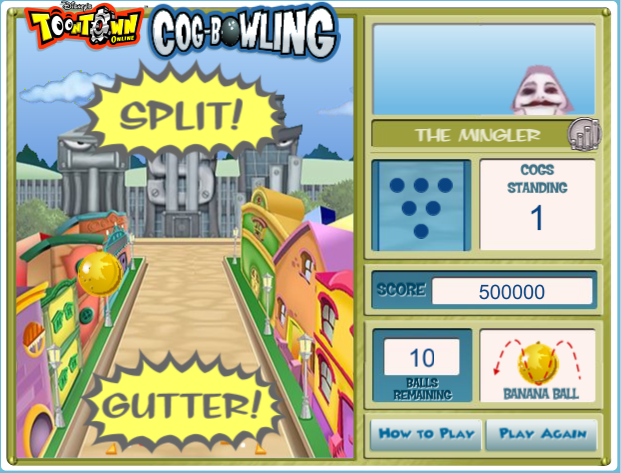 Disney's
TOONTOWN
ONLINE
COG-BOWLING
SPLIT!
THE MINGLER
COGS
STANDING
1
SCORE 500000
10
BALLS
REMAINING
BANANA BALL
GUTTER!
HOW TO PLAY
PLAY AGAIN